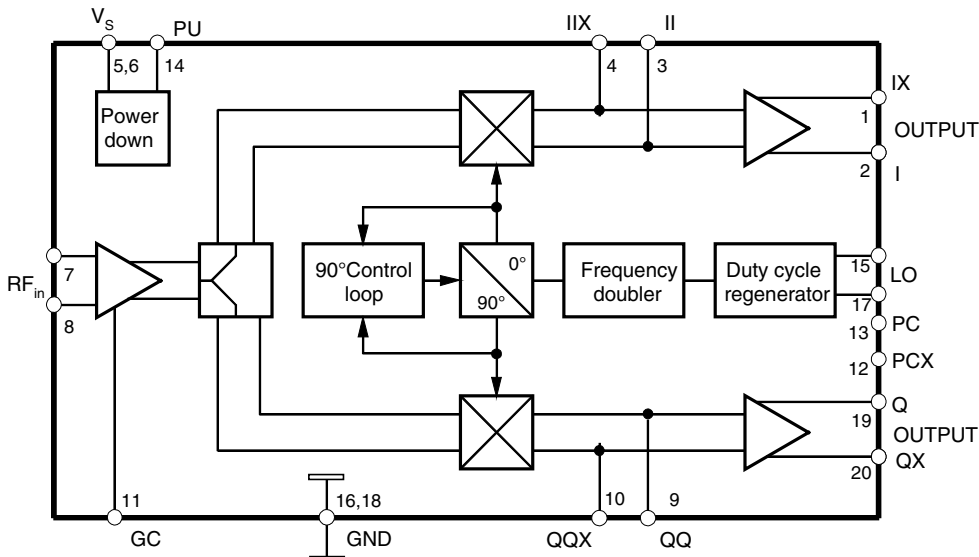 VS PU IIX II
5,6 14 4 3
IX
Power down
1 OUTPUT
2 I
RFin
7
8
90°Control loop
0°
90°
Frequency doubler
Duty cycle regenerator
15 LO
17
13 PC
12 PCX
Q
19
OUTPUT
20 QX
11 16,18 10 9
GC GND QQX QQ